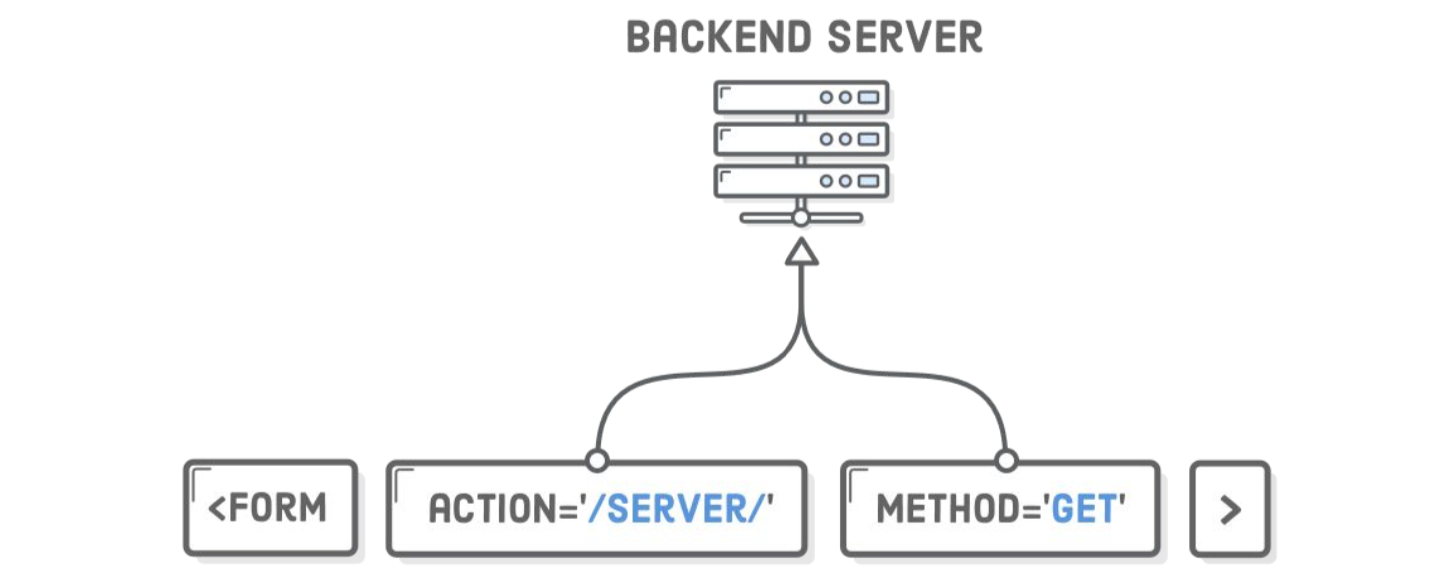 BACKEND SERVER
<FORM ACTION='/SERVER/' METHOD='GET' >